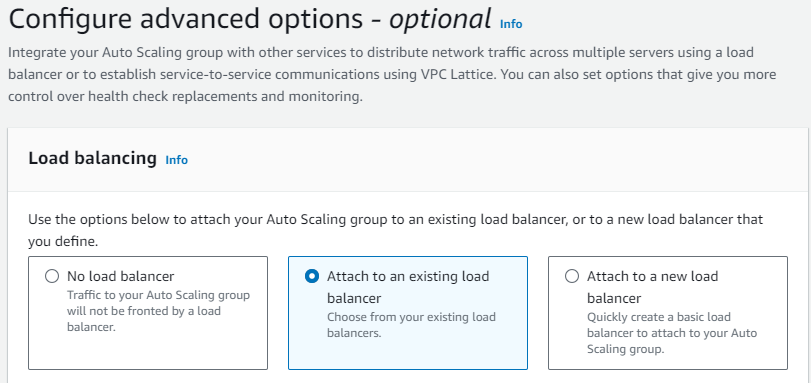 Configure advanced options - optional Info
Integrate your Auto Scaling group with other services to distribute network traffic across multiple servers using a load
balancer or to establish service-to-service communications using VPC Lattice. You can also set options that give you more
control over health check replacements and monitoring.
Load balancing Info
Use the options below to attach your Auto Scaling group to an existing load balancer, or to a new load balancer that
you define.
No load balancer
Traffic to your Auto Scaling group
will not be fronted by a load
balancer.
Attach to an existing load
balancer
Choose from your existing load
balancers.
Attach to a new load
balancer
Quickly create a basic load
balancer to attach to your Auto
Scaling group.